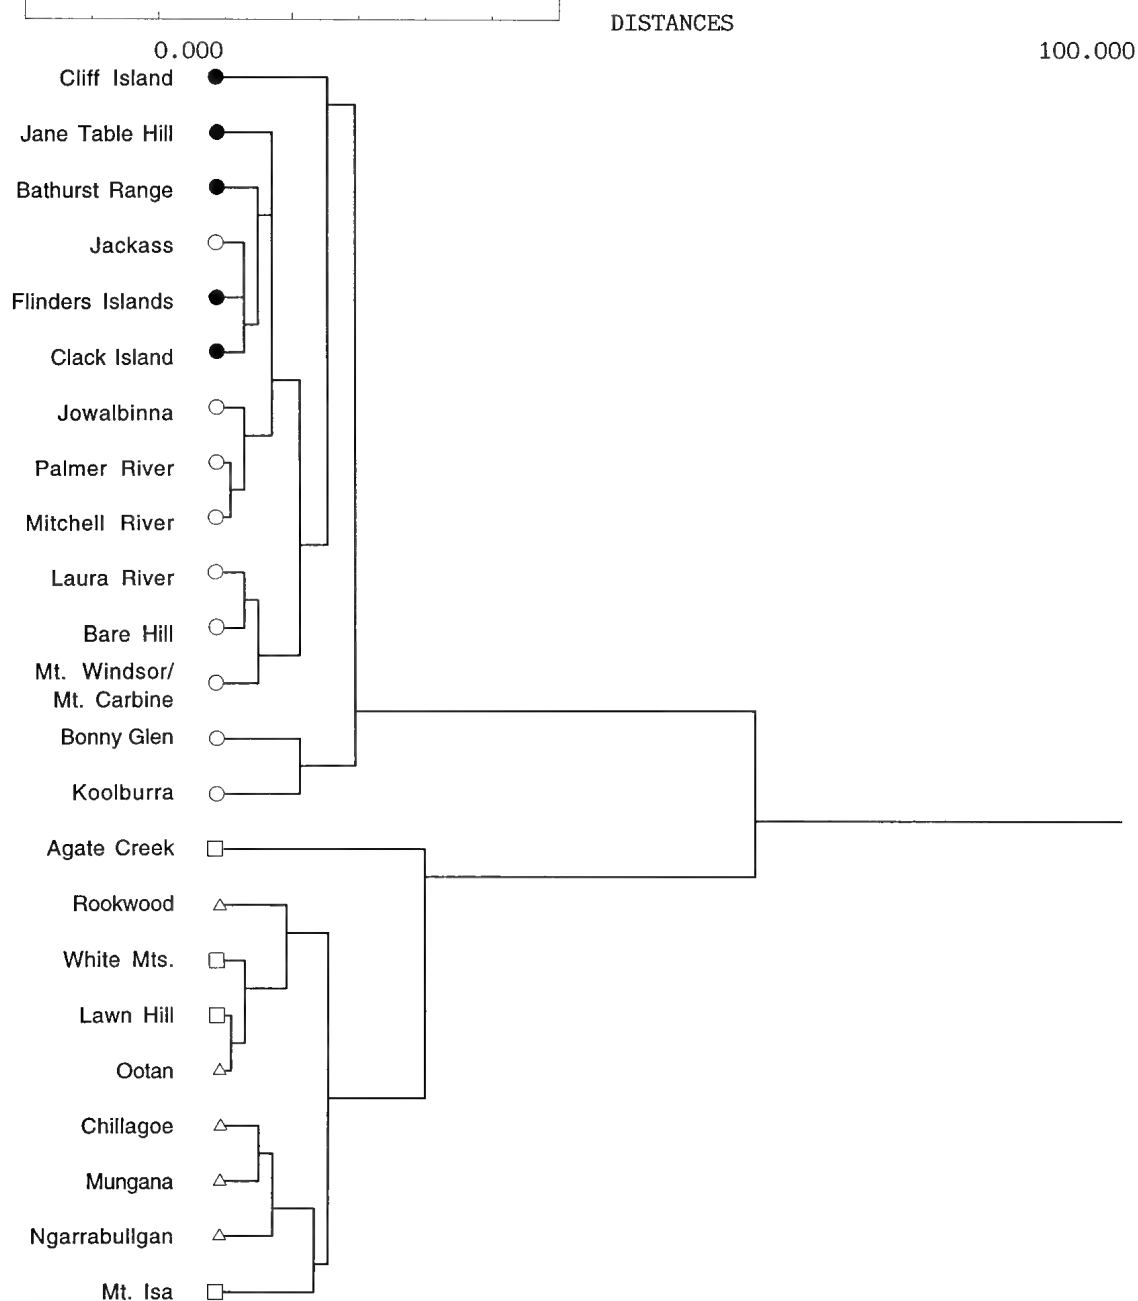 DISTANCES
0.000 100.000
Cliff Island
Jane Table Hill
Bathurst Range
Jackass
Flinders Islands
Clack Island
Jowalbinna
Palmer River
Mitchell River
Laura River
Bare Hill
Mt. Windsor/
Mt. Carbine
Bonny Glen
Koolburra
Agate Creek
Rookwood
White Mts.
Lawn Hill
Ootan
Chillagoe
Mungana
Ngarrabullgan
Mt. Isa